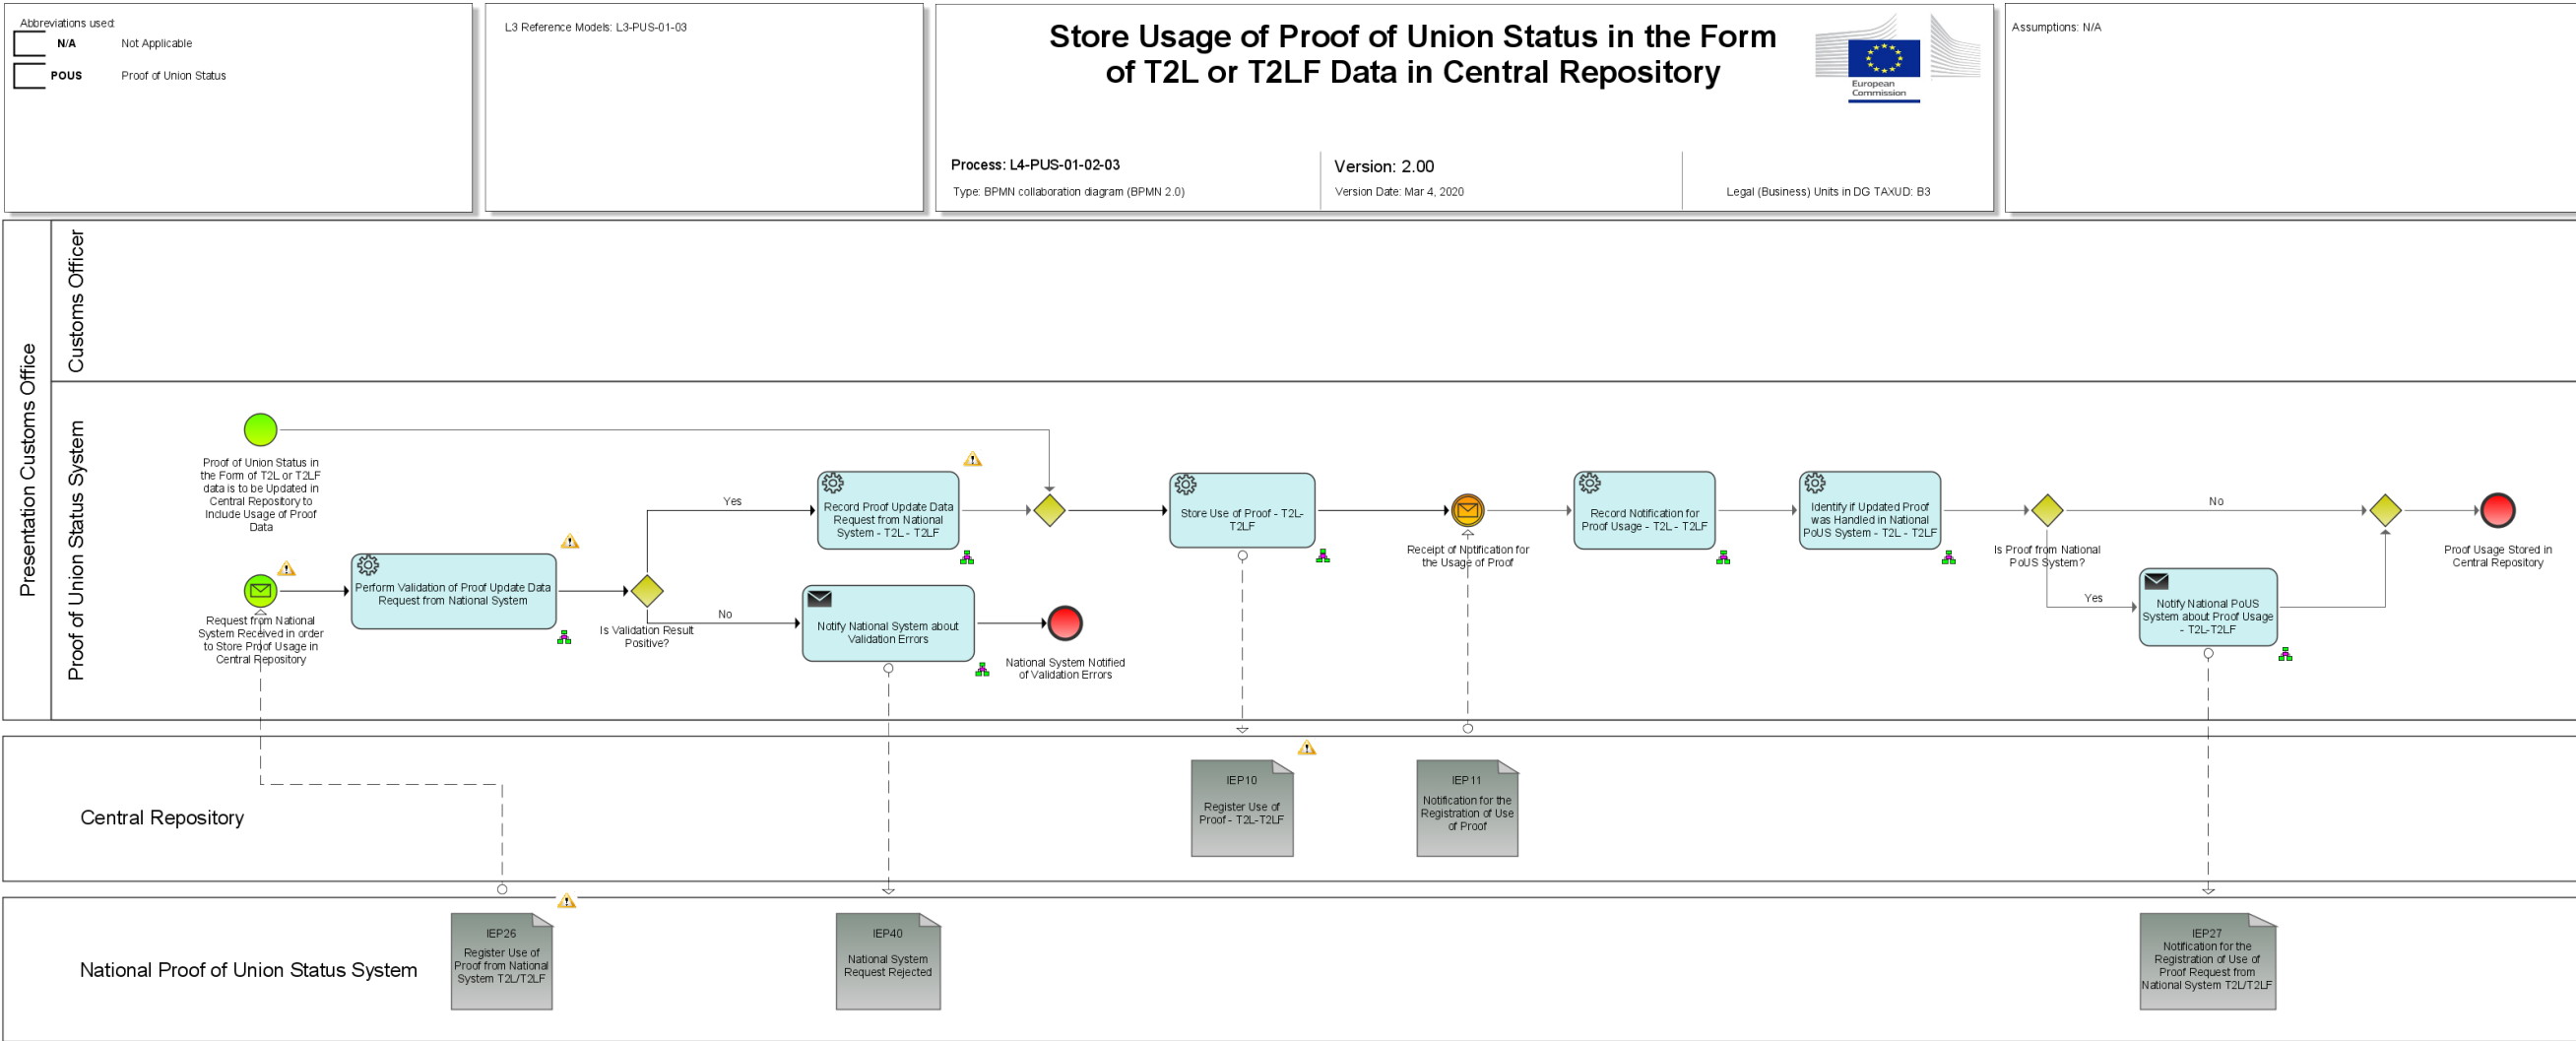 Abbreviations used:
N/A Not Applicable
POUS Proof of Union Status
L3 Reference Models: L3-PUS-01-03
Store Usage of Proof of Union Status in the Form
of T2L or T2LF Data in Central Repository
European
Commission
Process: L4-PUS-01-02-03
Type: BPMN collaboration diagram (BPMN 2.0)
Version: 2.00
Version Date: Mar 4, 2020
Legal (Business) Units in DG TAXUD: B3
Assumptions: N/A
Presentation Customs Office
Customs Officer
Proof of Union Status System
Proof of Union Status in
the Form of T2L or T2LF
data is to be Updated in
Central Repository to
Include Usage of Proof
Data
Request from National
System Received in order
to Store Proof Usage in
Central Repository
Perform Validation of Proof Update Data
Request from National System
Is Validation Result
Positive?
Yes
No
Record Proof Update Data
Request from National
System - T2L - T2LF
Notify National System about
Validation Errors
National System Notified
of Validation Errors
Store Use of Proof - T2L-
T2LF
Receipt of Notification for
the Usage of Proof
Record Notification for
Proof Usage - T2L - T2LF
Identify if Updated Proof
was Handled in National
PoUS System - T2L - T2LF
Is Proof from National
PoUS System?
No
Yes
Notify National PoUS
System about Proof Usage
- T2L-T2LF
Proof Usage Stored in
Central Repository
Central Repository
IEP10
Register Use of
Proof - T2L-T2LF
IEP11
Notification for the
Registration of Use
of Proof
National Proof of Union Status System
IEP26
Register Use of
Proof from National
System T2L/T2LF
IEP40
National System
Request Rejected
IEP27
Notification for the
Registration of Use of
Proof Request from
National System T2L/T2LF